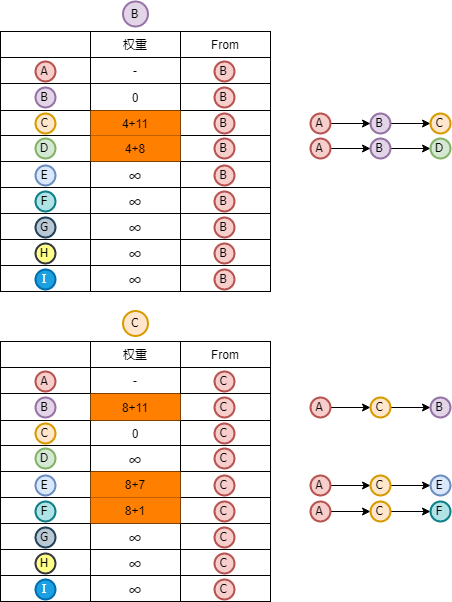 B
权重 From
A - B
B 0 B
C 4+11 B A B C
D 4+8 B A B D
E ∞ B
F ∞ B
G ∞ B
H ∞ B
I ∞ B
C
权重 From
A - C
B 8+11 C A C B
C 0 C
D ∞ C
E 8+7 C A C E
F 8+1 C A C F
G ∞ C
H ∞ C
I ∞ C